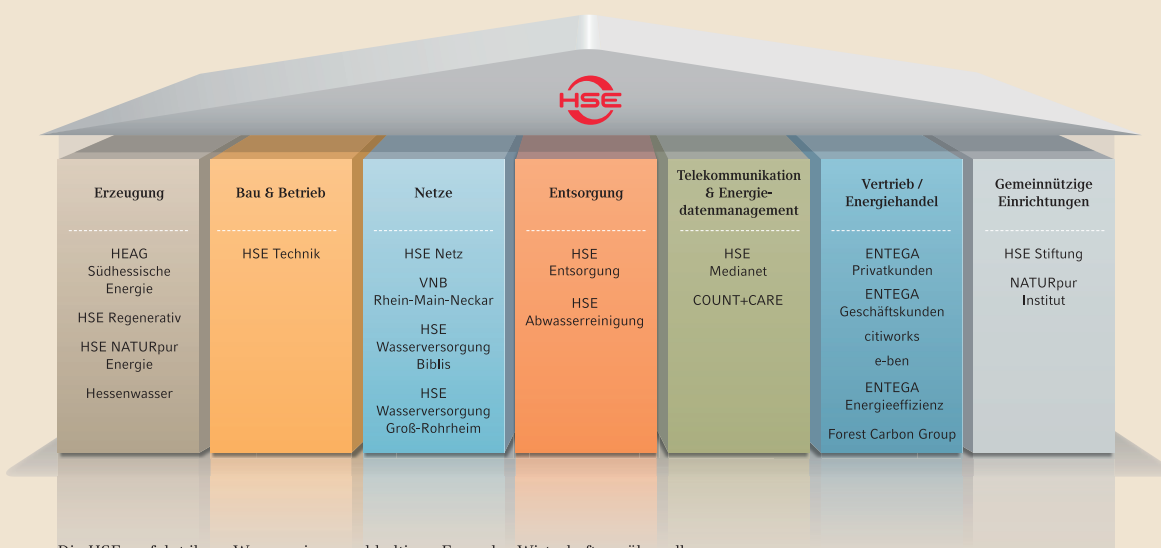 HSE
Erzeugung
HEAG
Südhessische
Energie
HSE Regenerativ
HSE NATURpur
Energie
Hessenwasser
Bau & Betrieb
HSE Technik
Netze
HSE Netz
VNB
Rhein-Main-Neckar
HSE
Wasserversorgung
Biblis
HSE
Wasserversorgung
Groß-Rohrheim
Entsorgung
HSE
Entsorgung
HSE
Abwasserreinigung
Telekommunikation
& Energie-
datenmanagement
HSE
Medianet
COUNT+CARE
Vertrieb /
Energiehandel
ENTEGA
Privatkunden
ENTEGA
Geschäftskunden
citiworks
e-ben
ENTEGA
Energieeffizienz
Forest Carbon Group
Gemeinnützige
Einrichtungen
HSE Stiftung
NATURpur
Institut
Die HSE